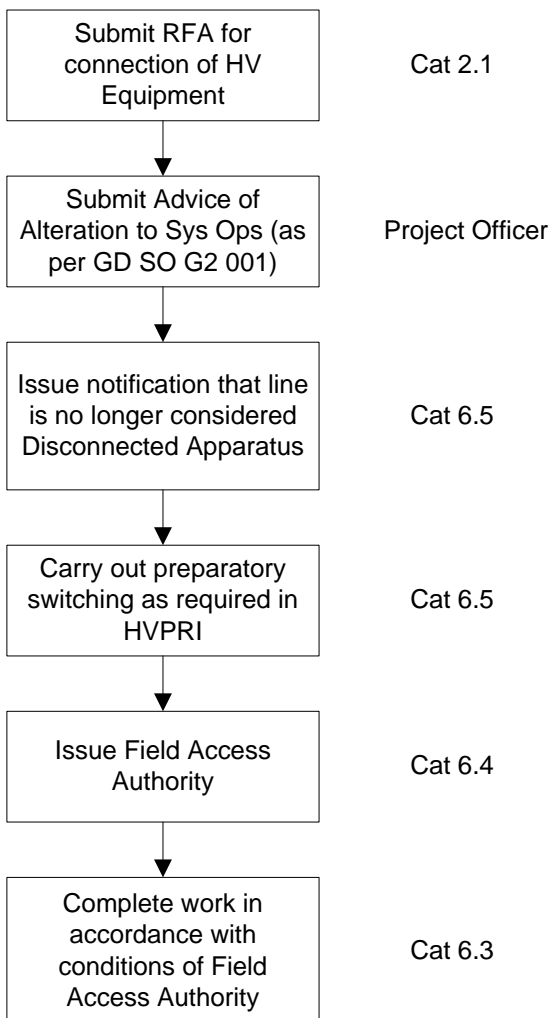 Submit RFA for
connection of HV
Equipment
Cat 2.1
Submit Advice of
Alteration to Sys Ops (as
per GD SO G2 001)
Project Officer
Issue notification that line
is no longer considered
Disconnected Apparatus
Cat 6.5
Carry out preparatory
switching as required in
HVPRI
Cat 6.5
Issue Field Access
Authority
Cat 6.4
Complete work in
accordance with
conditions of Field
Access Authority
Cat 6.3